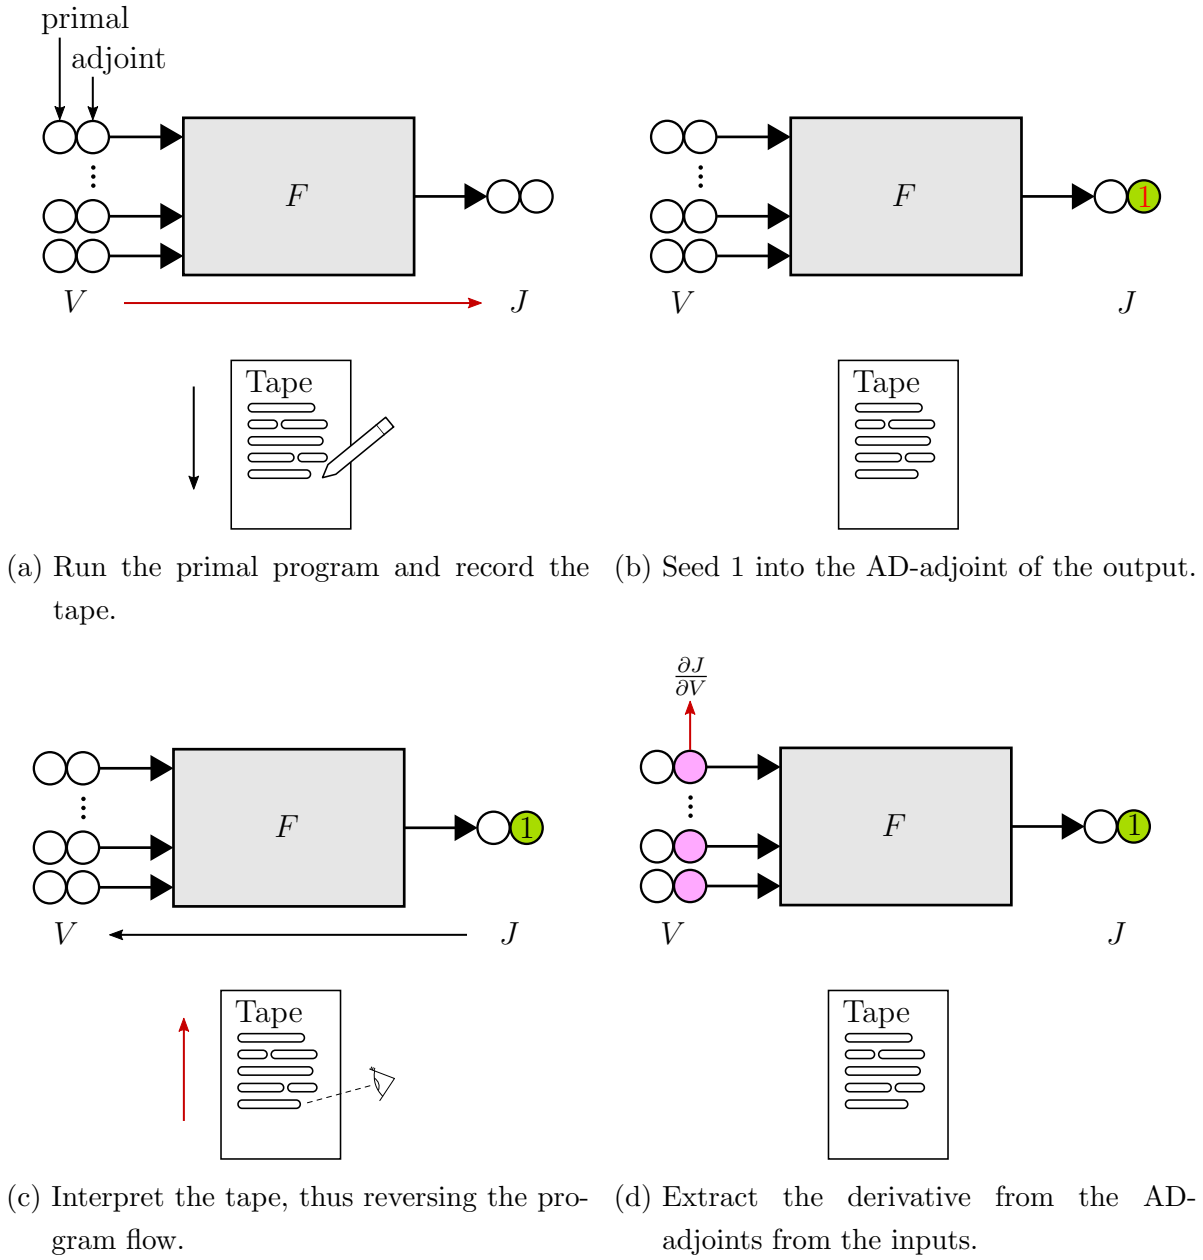 primal
adjoint
F
V
J
Tape
(a) Run the primal program and record the
tape.
F
1
V
J
Tape
(b) Seed 1 into the AD-adjoint of the output.
F
1
V
J
Tape
(c) Interpret the tape, thus reversing the pro-
gram flow.
∂J
∂V
F
1
V
J
Tape
(d) Extract the derivative from the AD-
adjoints from the inputs.